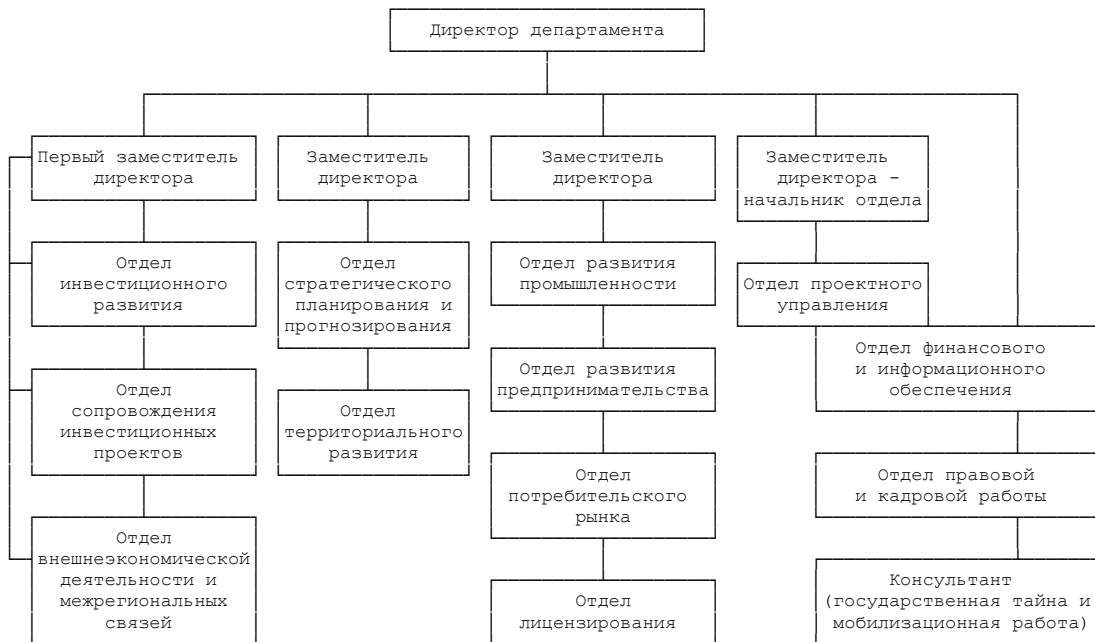 Директор департамента
Первый заместитель
директора
Заместитель
директора
Заместитель
директора
Заместитель
директора -
начальник отдела
Отдел
инвестиционного
развития
Отдел
стратегического
планирования и
прогнозирования
Отдел развития
промышленности
Отдел проектного
управления
Отдел финансового
и информационного
обеспечения
Отдел
сопровождения
инвестиционных
проектов
Отдел
территориального
развития
Отдел развития
предпринимательства
Отдел
потребительского
рынка
Отдел правовой
и кадровой работы
Отдел
внешнеэкономической
деятельности и
межрегиональных
связей
Отдел
лицензирования
Консультант
(государственная тайна и
мобилизационная работа)